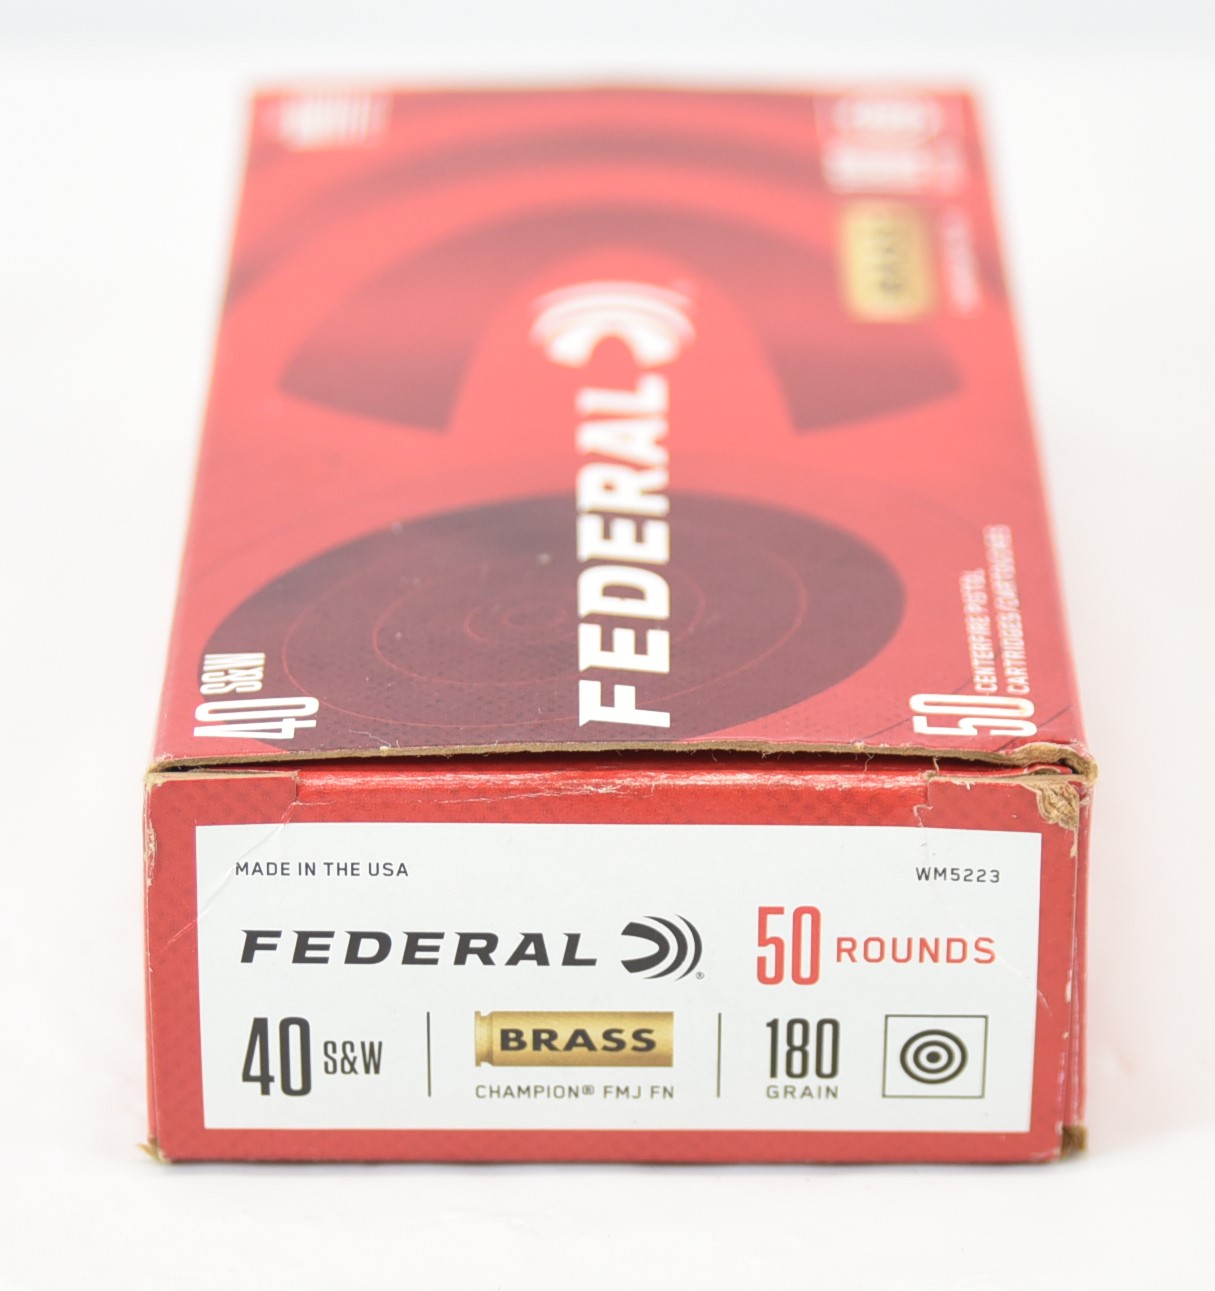 FEDERAL
40 S&W
50 CENTERFIRE PISTOL
CARTRIDGES/CARTOUCHES
BRASS
MADE IN THE USA
WM5223
FEDERAL®
50 ROUNDS
40 S&W
BRASS
CHAMPION® FMJ FN
180
GRAIN